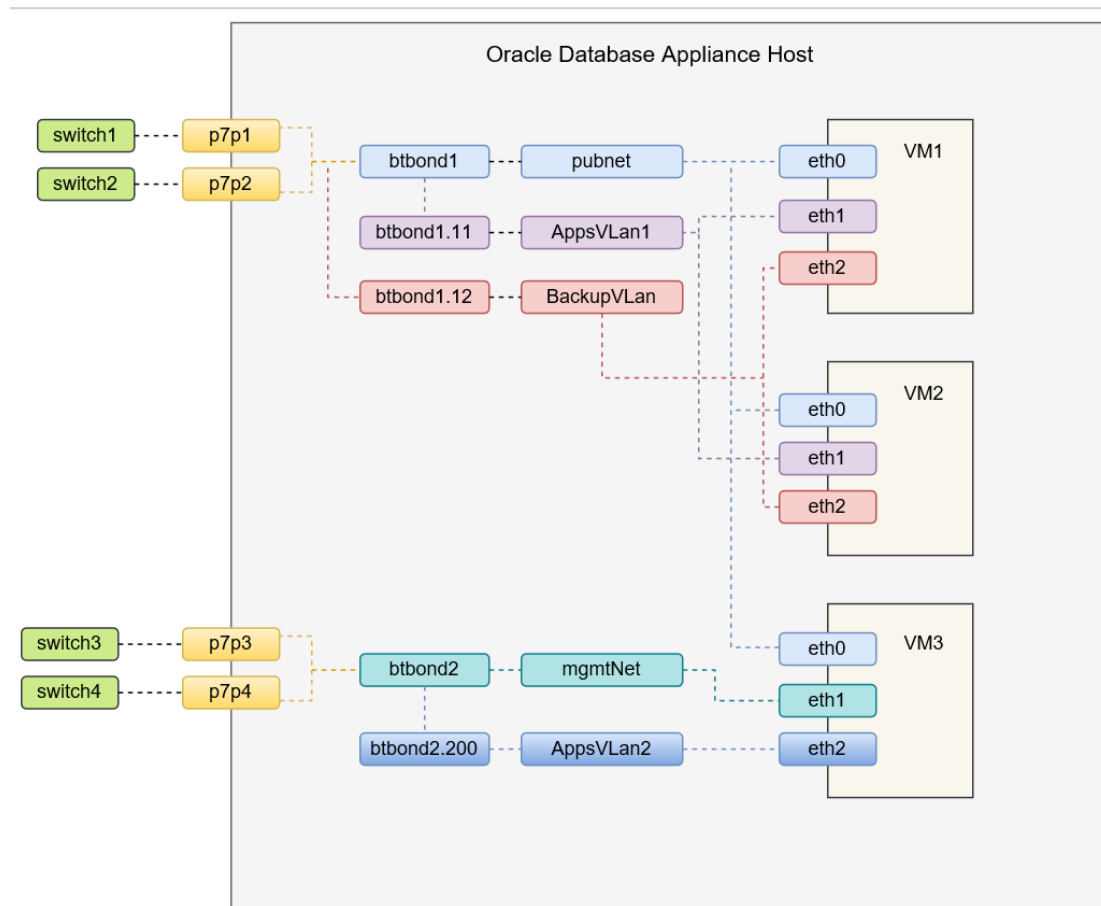 Oracle Database Appliance Host
switch1
p7p1
switch2
p7p2
btbond1
pubnet
eth0
VM1
btbond1.11
AppsVLan1
eth1
btbond1.12
BackupVLan
eth2
VM2
eth0
eth1
eth2
switch3
p7p3
switch4
p7p4
btbond2
mgmtNet
eth0
VM3
eth1
btbond2.200
AppsVLan2
eth2